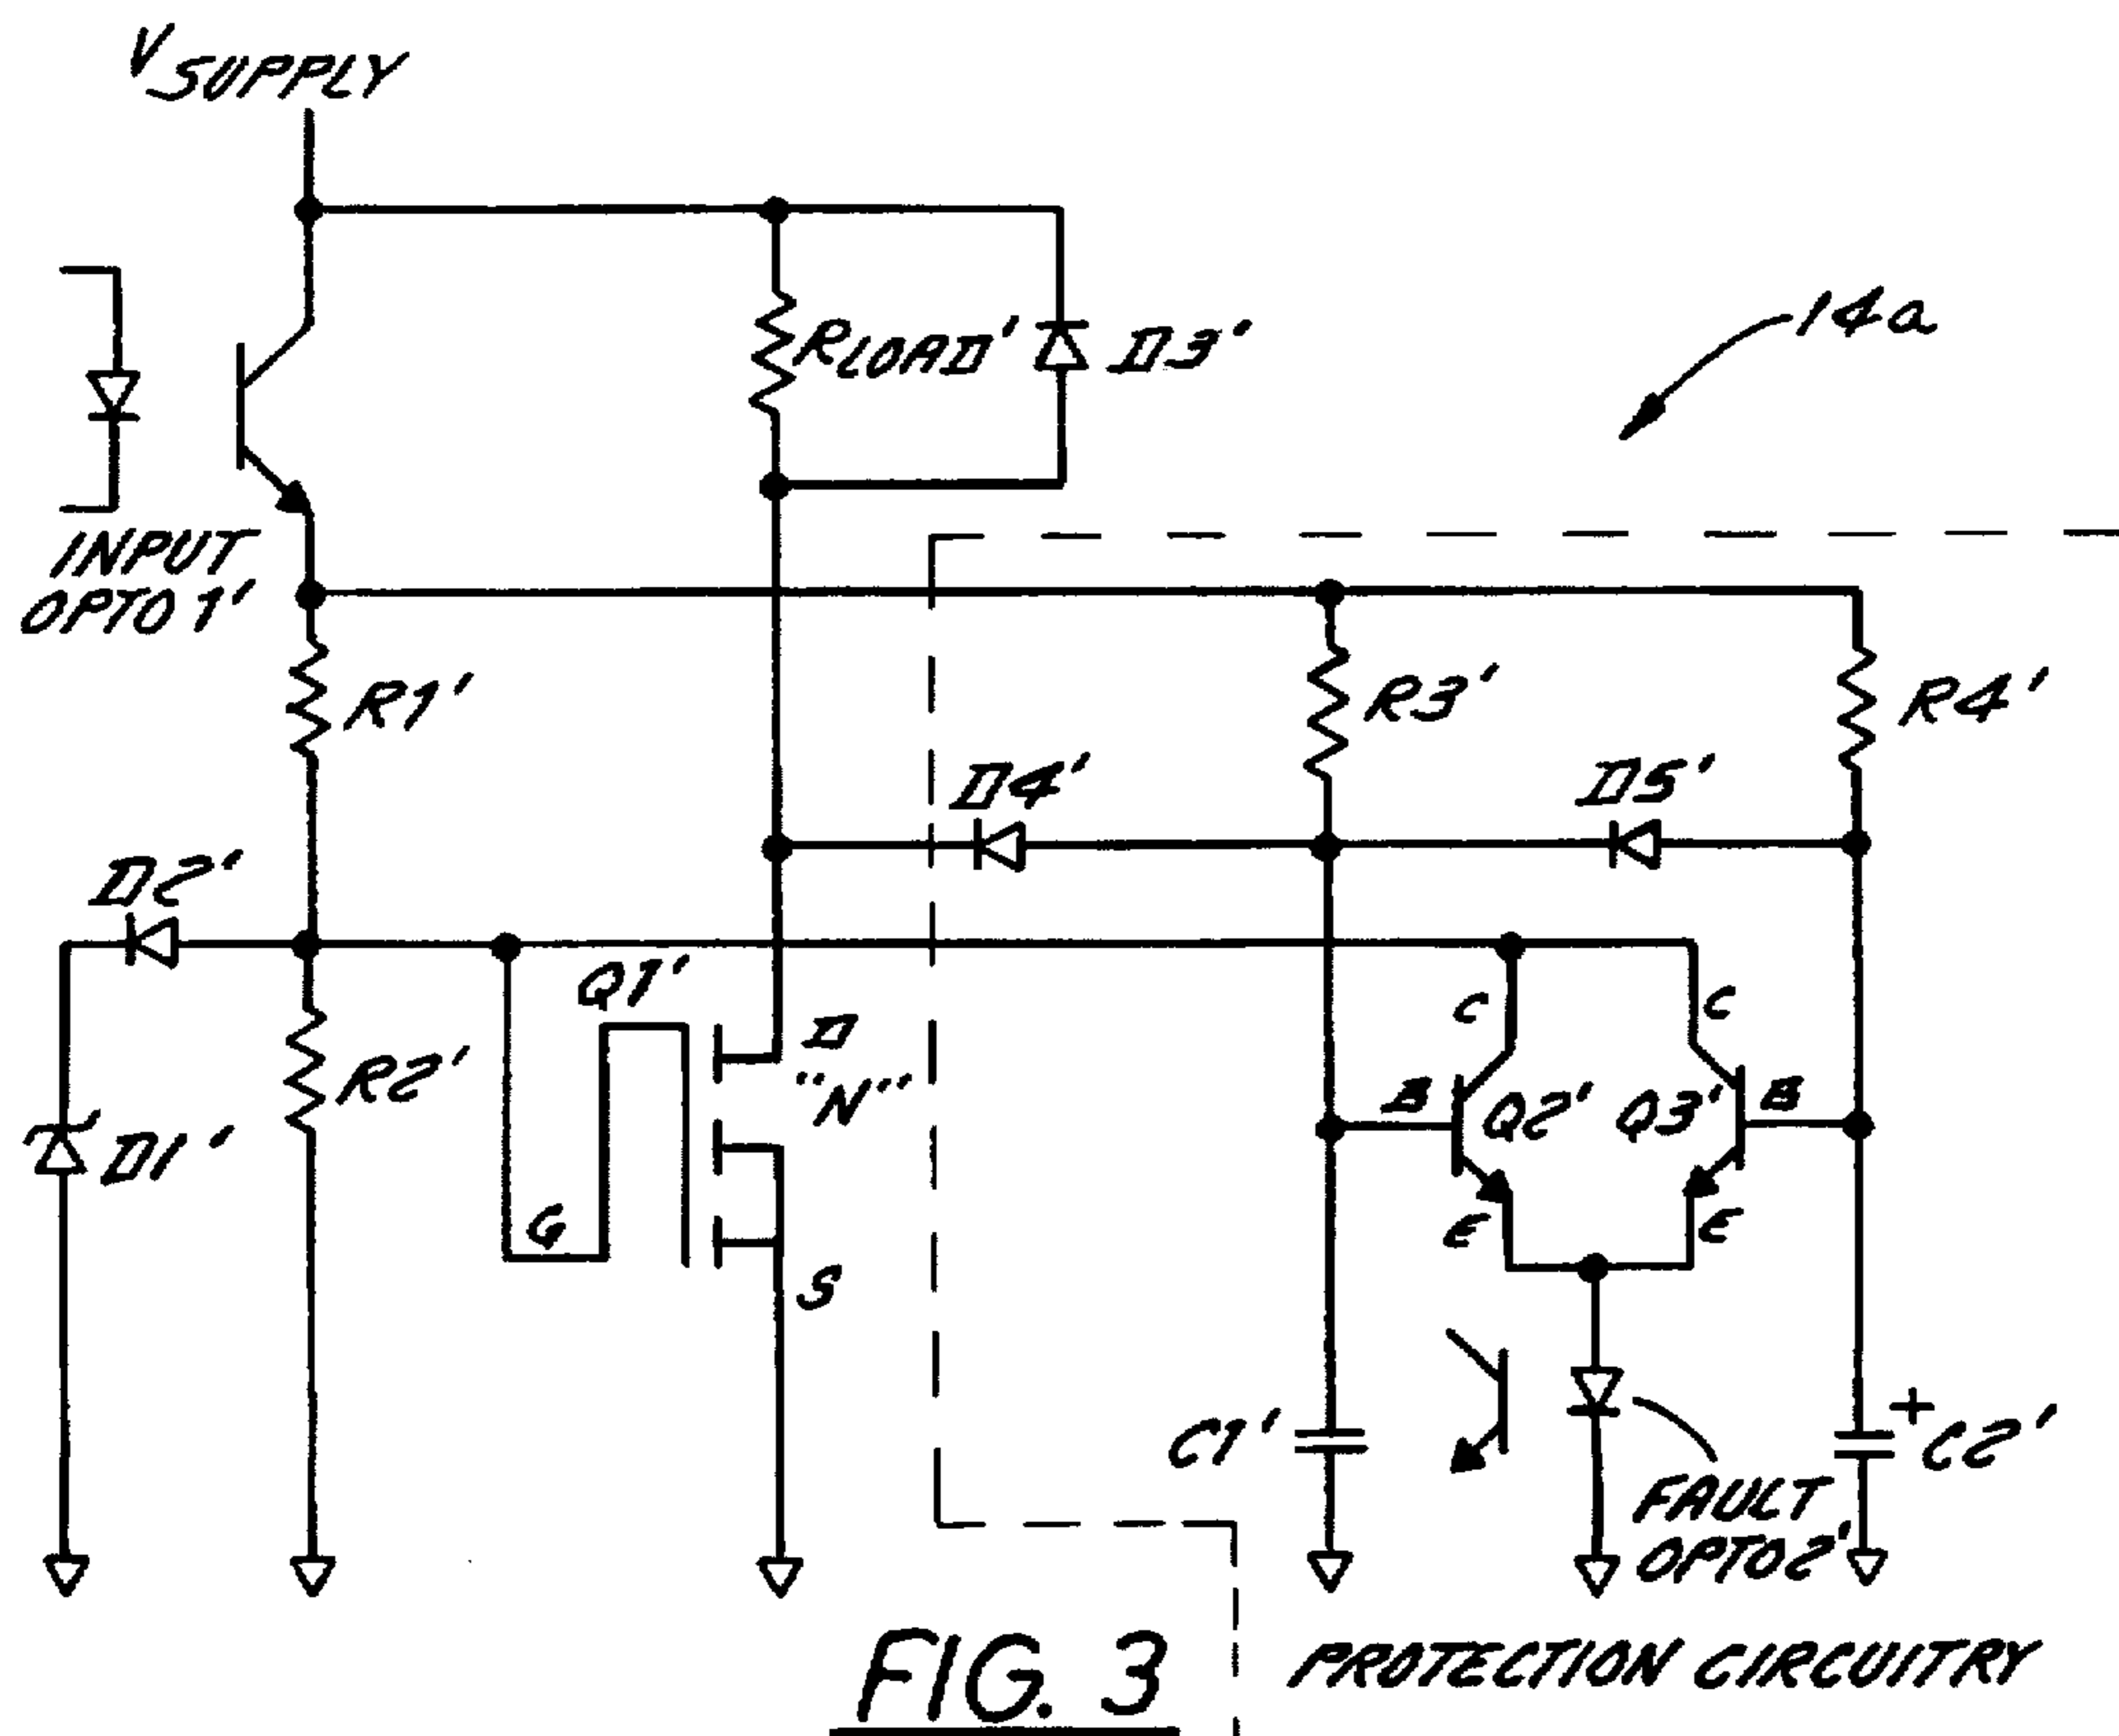 VSUPPLY
RLOAD'
D3'
14a
INPUT
OPTO 1'
R1'
R3'
R4'
D4'
D5'
D2'
Q1'
D
"N"
C
C
R2'
B
Q2'
Q3'
B
D1'
G
E
E
S
C1'
+
C2'
FAULT
OPTO2'
FIG. 3
PROTECTION CIRCUITRY